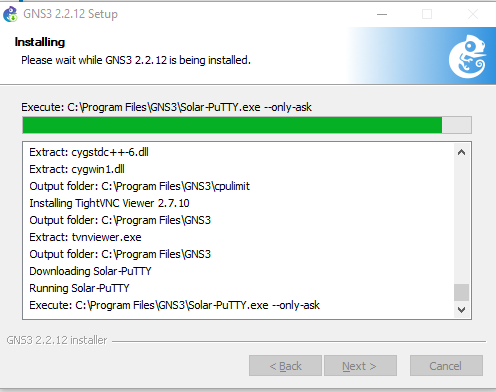 GNS3 2.2.12 Setup
Installing
Please wait while GNS3 2.2.12 is being installed.
Execute: C:\Program Files\GNS3\Solar-PuTTY.exe --only-ask
Extract: cygstdc++-6.dll
Extract: cygwin1.dll
Output folder: C:\Program Files\GNS3\cpulimit
Installing TightVNC Viewer 2.7.10
Output folder: C:\Program Files\GNS3
Extract: tvnviewer.exe
Output folder: C:\Program Files\GNS3
Downloading Solar-PuTTY
Running Solar-PuTTY
Execute: C:\Program Files\GNS3\Solar-PuTTY.exe --only-ask
GNS3 2.2.12 installer
< Back Next > Cancel